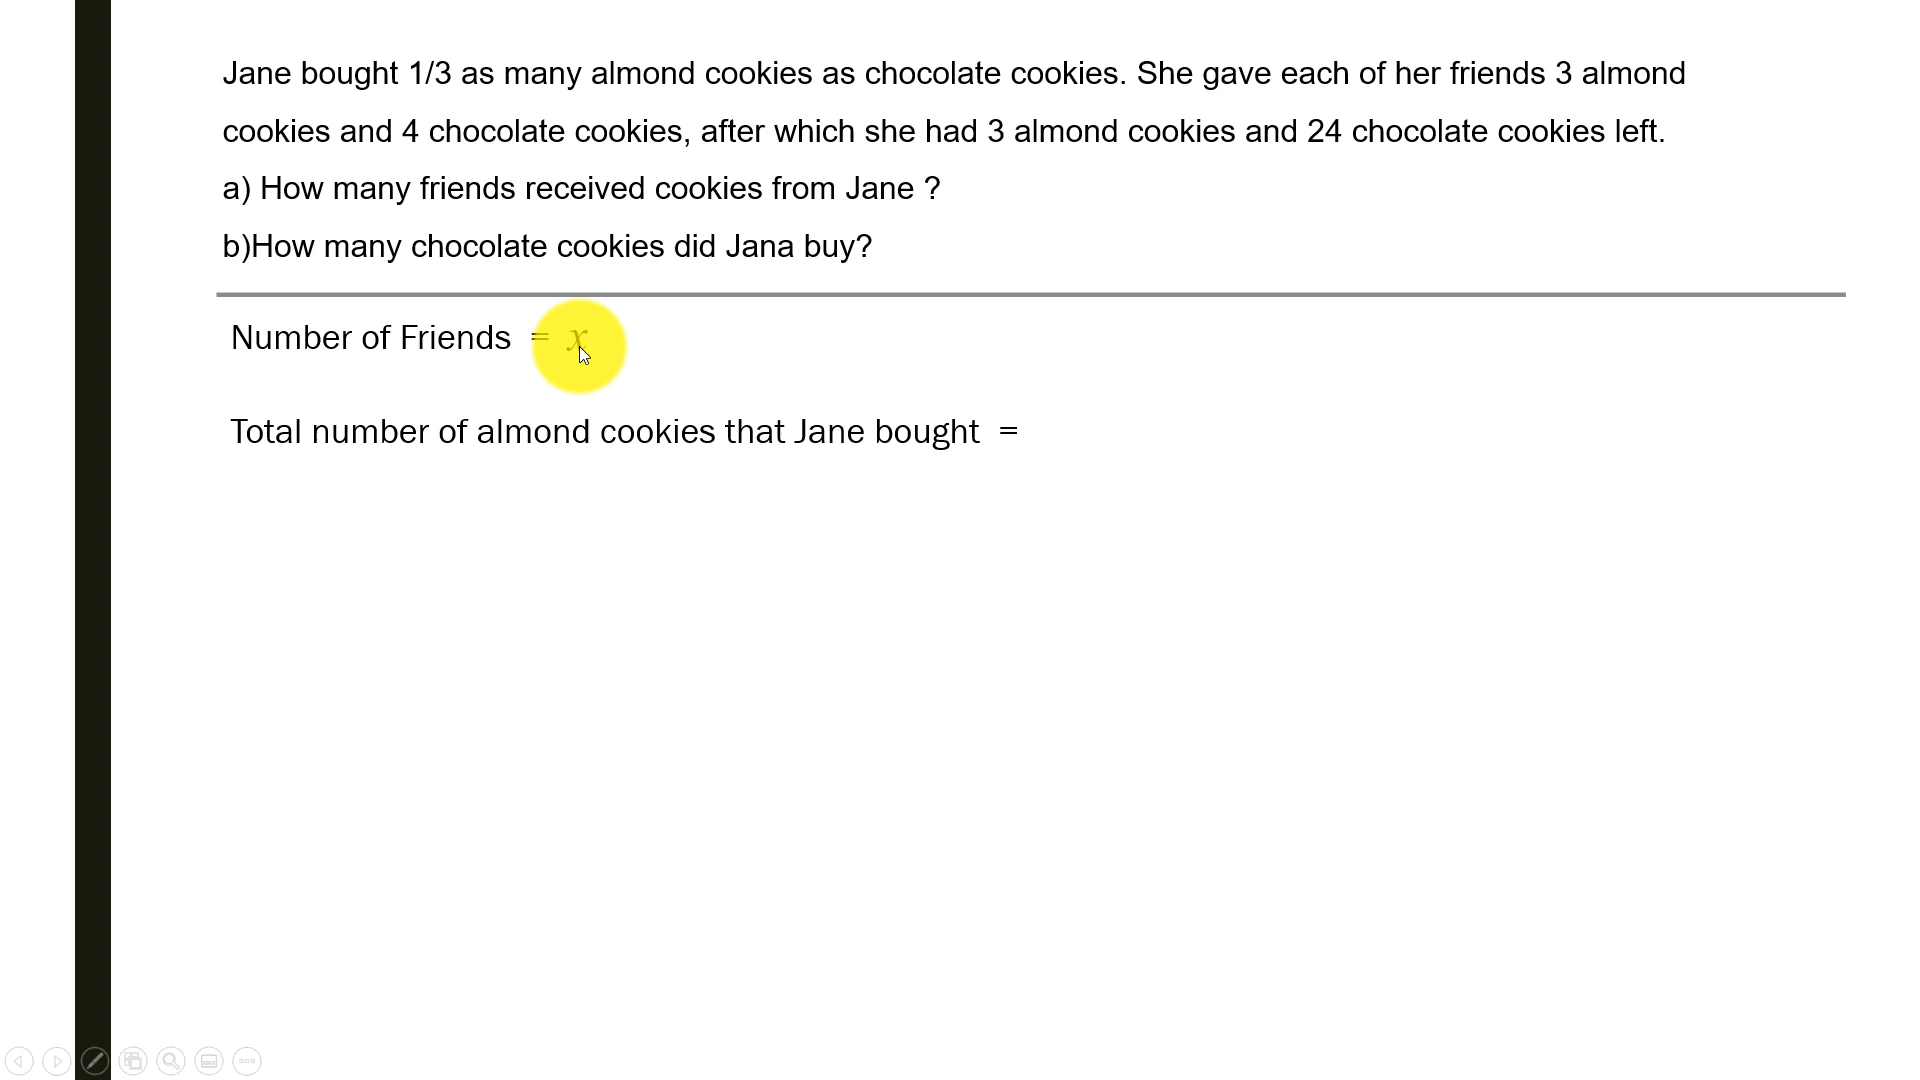 Jane bought 1/3 as many almond cookies as chocolate cookies. She gave each of her friends 3 almond
cookies and 4 chocolate cookies, after which she had 3 almond cookies and 24 chocolate cookies left.
a) How many friends received cookies from Jane ?
b)How many chocolate cookies did Jana buy?
Number of Friends = x
Total number of almond cookies that Jane bought =